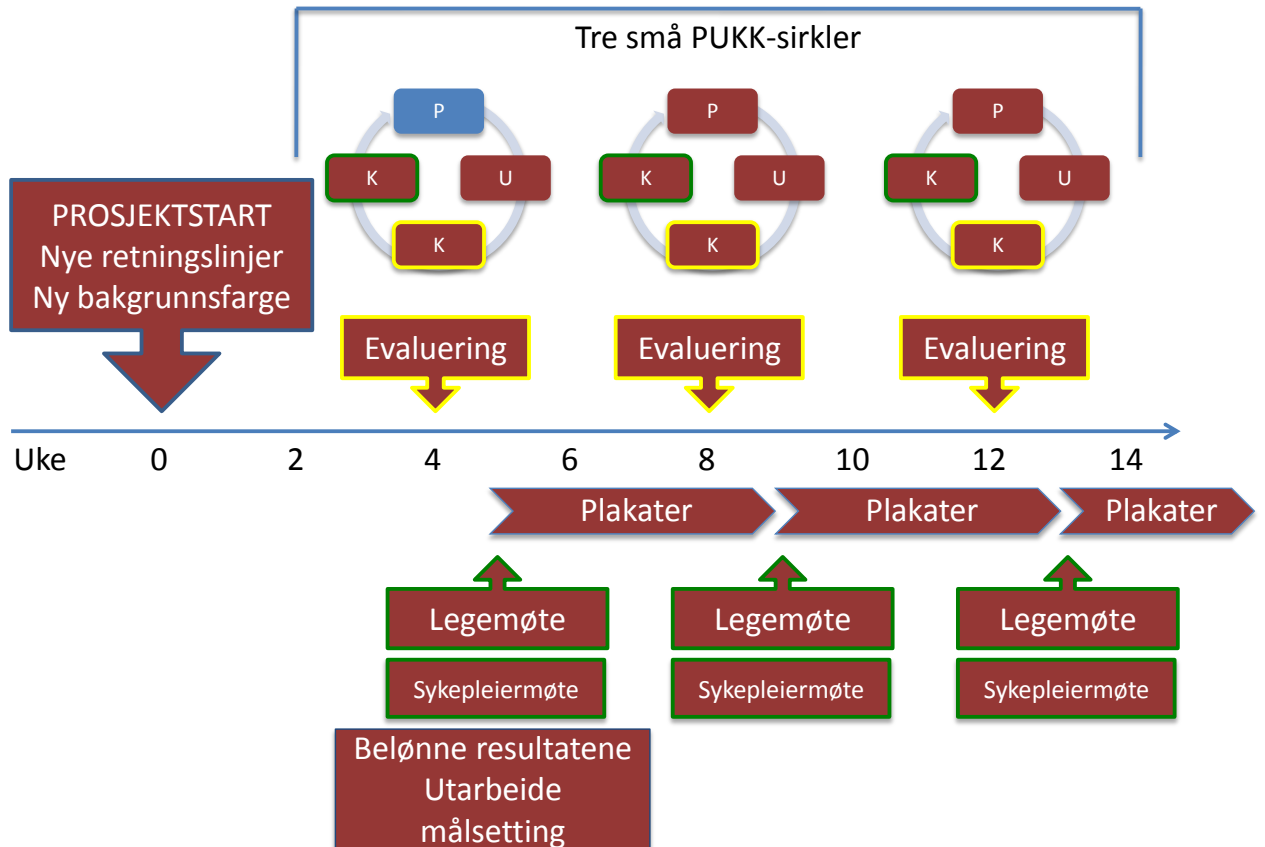 Tre små PUKK-sirkler
P
K
U
K
P
K
U
K
P
K
U
K
PROSJEKTSTART
Nye retningslinjer
Ny bakgrunnsfarge
Evaluering
Evaluering
Evaluering
Uke 0 2 4 6 8 10 12 14
Plakater
Plakater
Plakater
Legemøte
Legemøte
Legemøte
Sykepleiermøte
Sykepleiermøte
Sykepleiermøte
Belønne resultatene
Utarbeide
målsetting